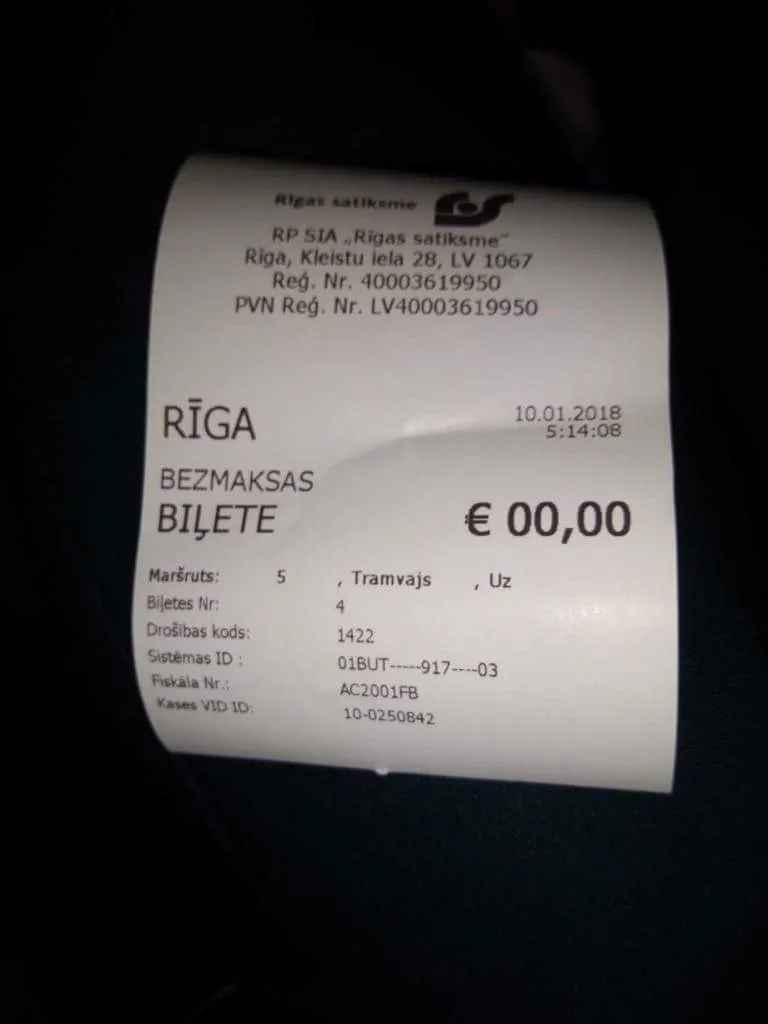 Rīgas satiksme
RP SIA „Rīgas satiksme"
Rīga, Kleistu iela 28, LV 1067
Reģ. Nr. 40003619950
PVN Reģ. Nr. LV40003619950
RĪGA 10.01.2018
5:14:08
BEZMAKSAS
BIĻETE € 00,00
Maršruts: 5 , Tramvajs , Uz
Biļetes Nr: 4
Drošības kods: 1422
Sistēmas ID : 01BUT-----917----03
Fiskāla Nr.: AC2001FB
Kases VID ID: 10-0250842